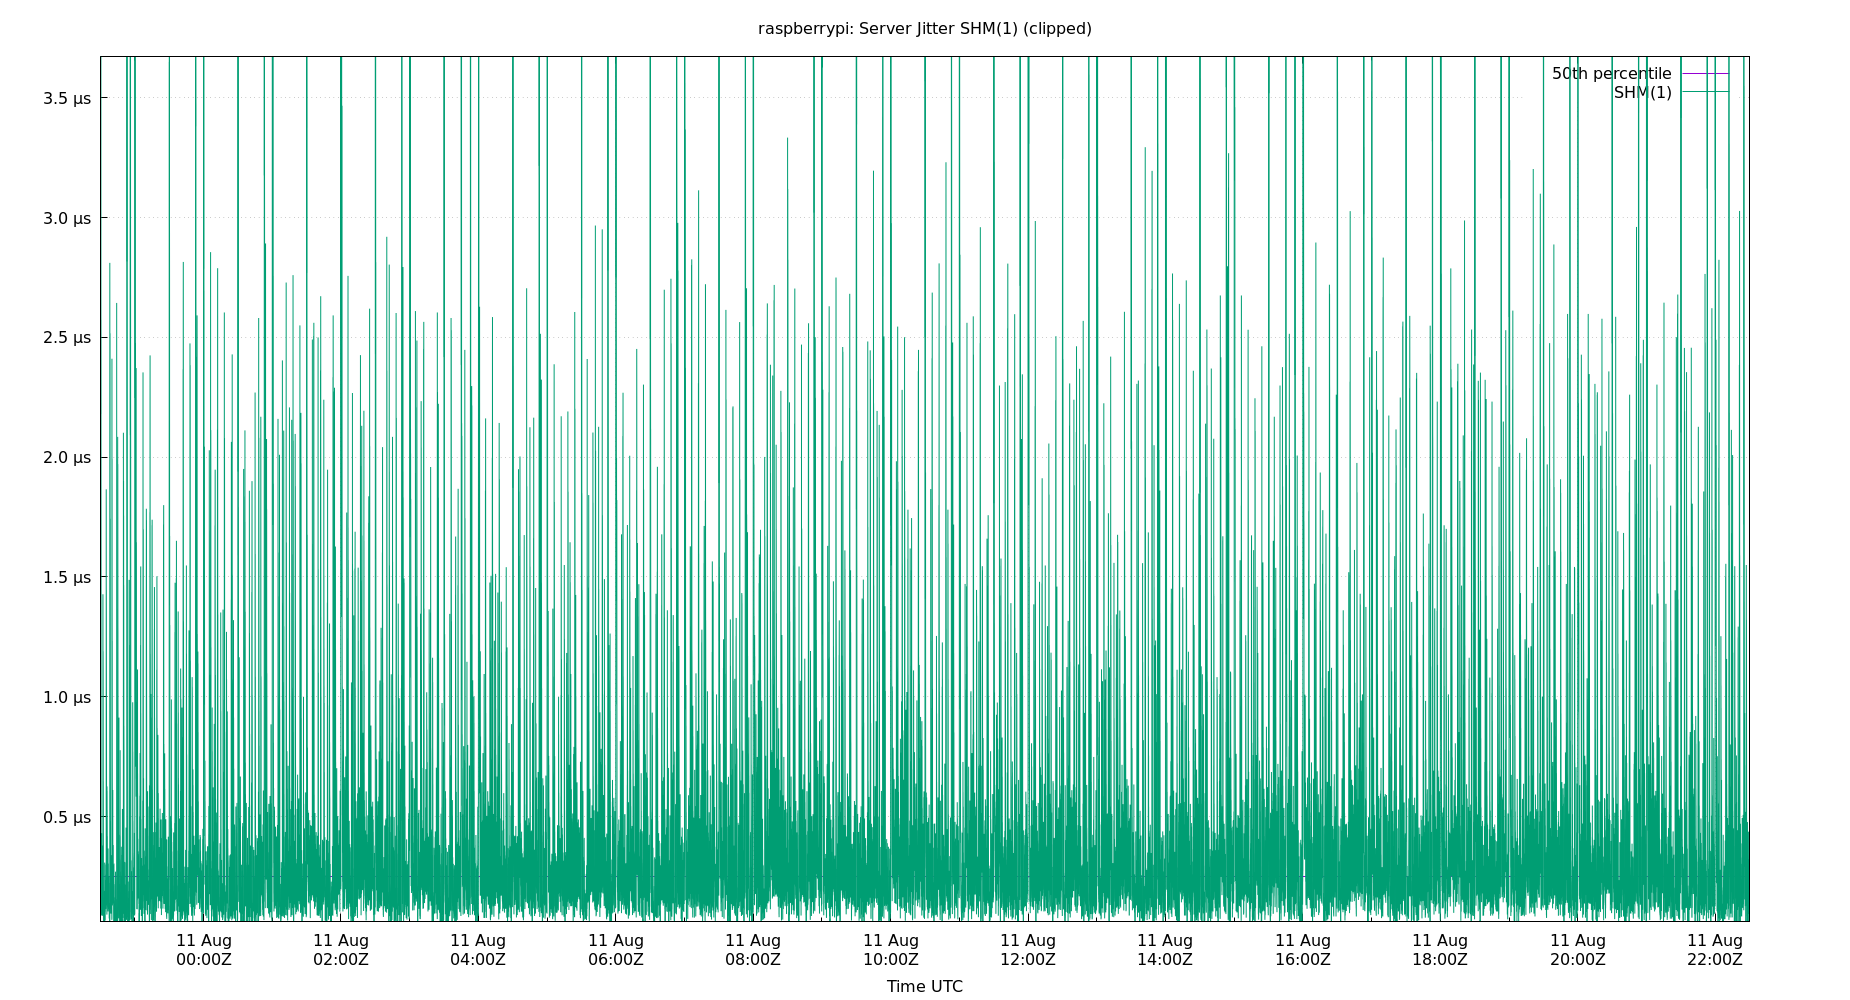 raspberrypi: Server Jitter SHM(1) (clipped)
50th percentile
SHM(1)
3.5 µs
3.0 µs
2.5 µs
2.0 µs
1.5 µs
1.0 µs
0.5 µs
11 Aug 11 Aug 11 Aug 11 Aug 11 Aug 11 Aug 11 Aug 11 Aug 11 Aug 11 Aug 11 Aug 11 Aug
00:00Z 02:00Z 04:00Z 06:00Z 08:00Z 10:00Z 12:00Z 14:00Z 16:00Z 18:00Z 20:00Z 22:00Z
Time UTC